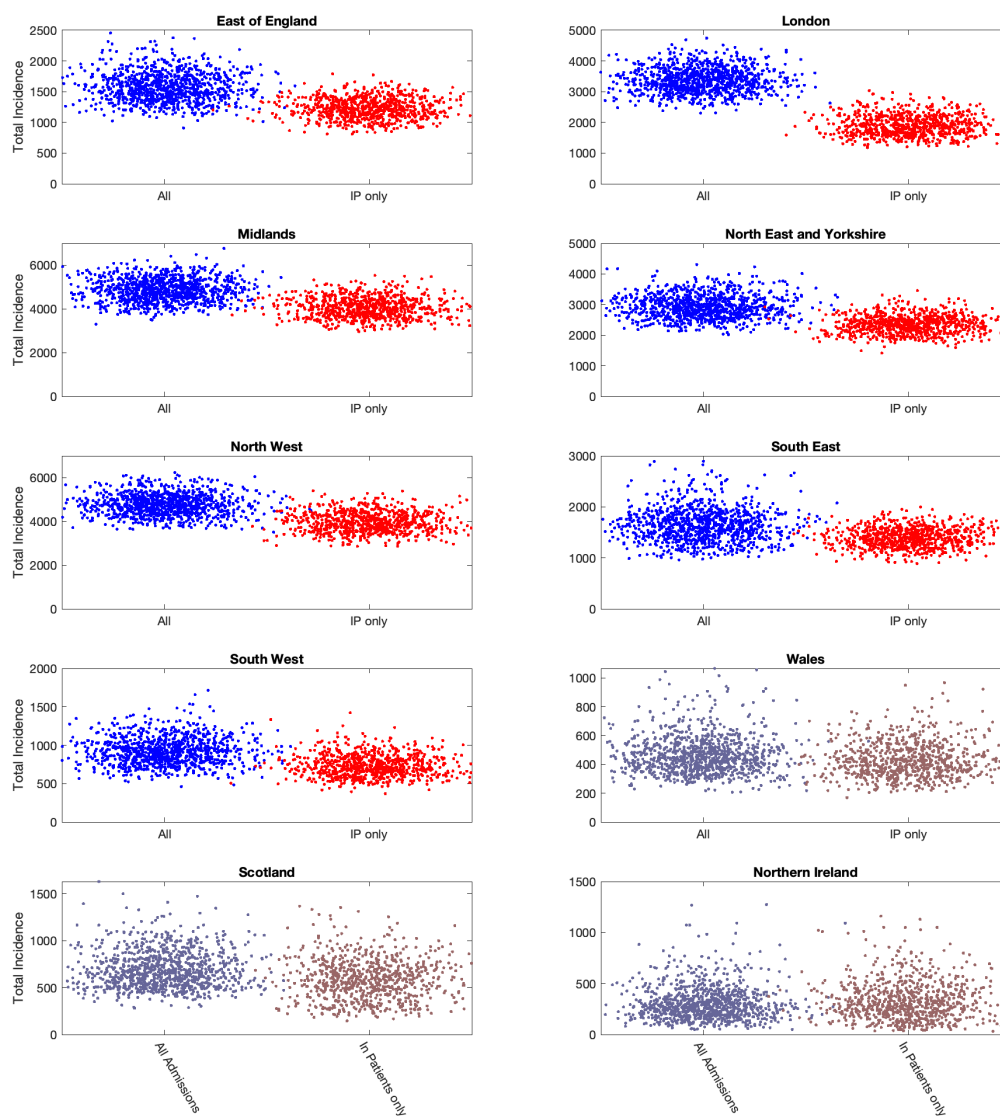 East of England
2500
2000
1500
1000
500
0
Total Incidence
All
IP only
London
5000
4000
3000
2000
1000
0
All
IP only
Midlands
6000
4000
2000
0
Total Incidence
All
IP only
North East and Yorkshire
5000
4000
3000
2000
1000
0
All
IP only
North West
6000
4000
2000
0
Total Incidence
All
IP only
South East
3000
2000
1000
0
All
IP only
South West
2000
1500
1000
500
0
Total Incidence
All
IP only
Wales
1000
800
600
400
200
0
All
IP only
Scotland
1500
1000
500
0
Total Incidence
All Admissions
In Patients only
Northern Ireland
1500
1000
500
0
All Admissions
In Patients only